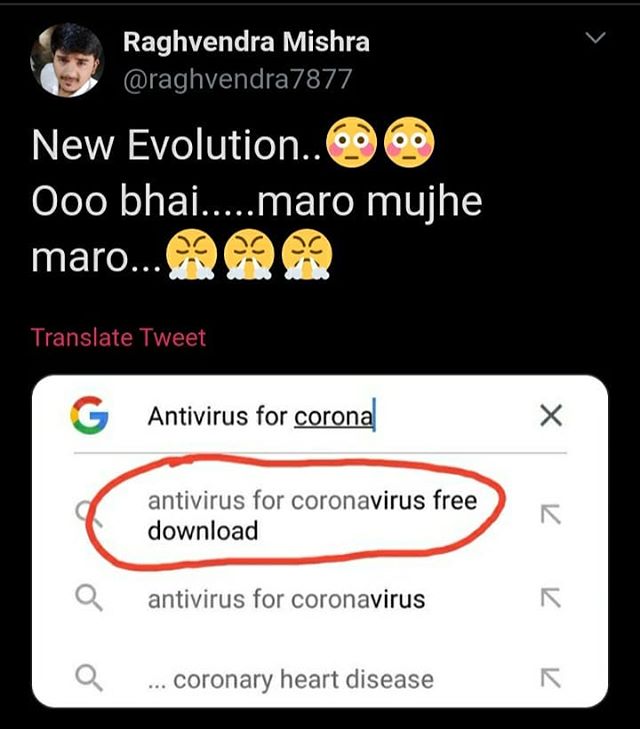 Raghvendra Mishra
@raghvendra7877
New Evolution..😳😳
Ooo bhai.....maro mujhe
maro...😤😤😤
Translate Tweet
G Antivirus for corona
antivirus for coronavirus free
download
antivirus for coronavirus
... coronary heart disease